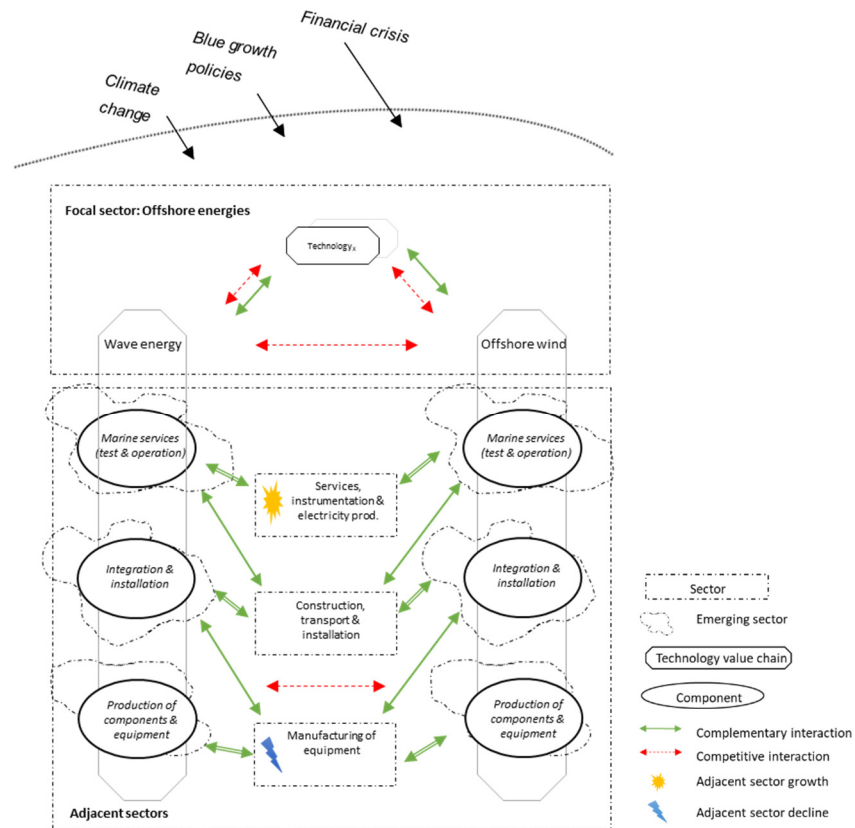 Financial crisis
Blue growth
policies
Climate
change
Focal sector: Offshore energies
Technologyₓ
Wave energy
Offshore wind
Marine services
(test & operation)
Marine services
(test & operation)
Services,
instrumentation &
electricity prod.
Integration &
installation
Integration &
installation
Construction,
transport &
installation
Production of
components &
equipment
Production of
components &
equipment
Manufacturing of
equipment
Adjacent sectors
Sector
Emerging sector
Technology value chain
Component
Complementary interaction
Competitive interaction
Adjacent sector growth
Adjacent sector decline